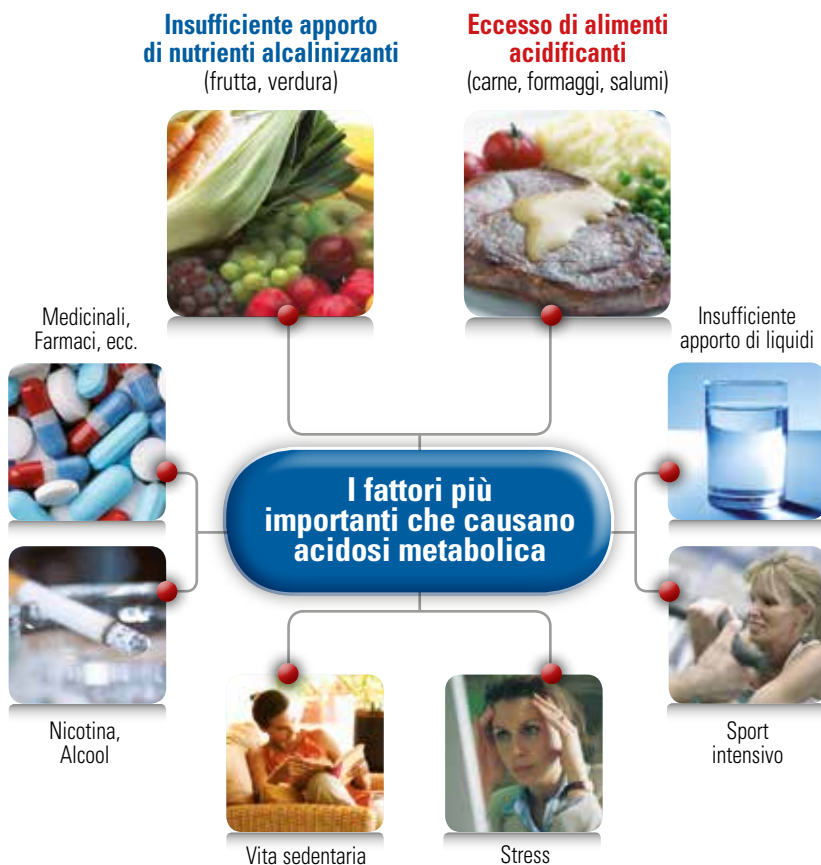 Insufficiente apporto
di nutrienti alcalinizzanti
(frutta, verdura)
Eccesso di alimenti
acidificanti
(carne, formaggi, salumi)
Medicinali,
Farmaci, ecc.
Insufficiente
apporto di liquidi
I fattori più
importanti che causano
acidosi metabolica
Nicotina,
Alcool
Sport
intensivo
Vita sedentaria
Stress